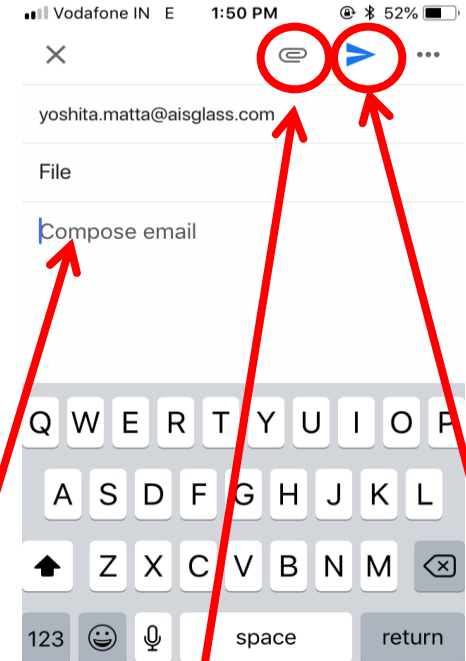 Vodafone IN E 1:50 PM 52%
yoshita.matta@aisglass.com
File
Compose email
Q W E R T Y U I O P
A S D F G H J K L
Z X C V B N M
123 space return